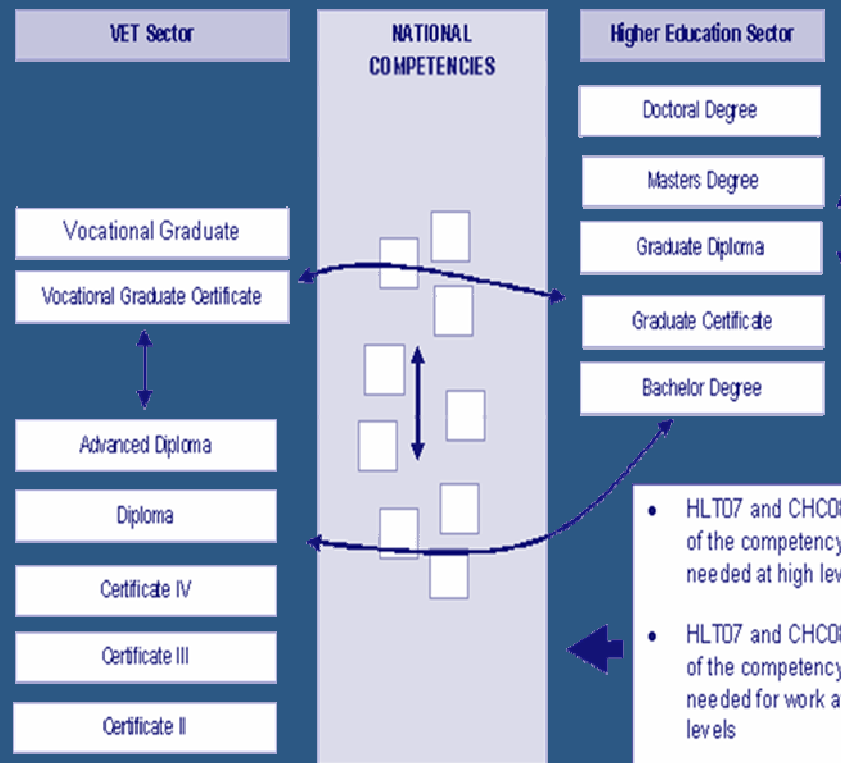 VET Sector
Vocational Graduate
Vocational Graduate Certificate
Advanced Diploma
Diploma
Certificate IV
Certificate III
Certificate II
NATIONAL
COMPETENCIES
Higher Education Sector
Doctoral Degree
Masters Degree
Graduate Diploma
Graduate Certificate
Bachelor Degree
• HLT07 and
of the competency
needed at high
• HLT07 and
of the competency
needed for work
levels